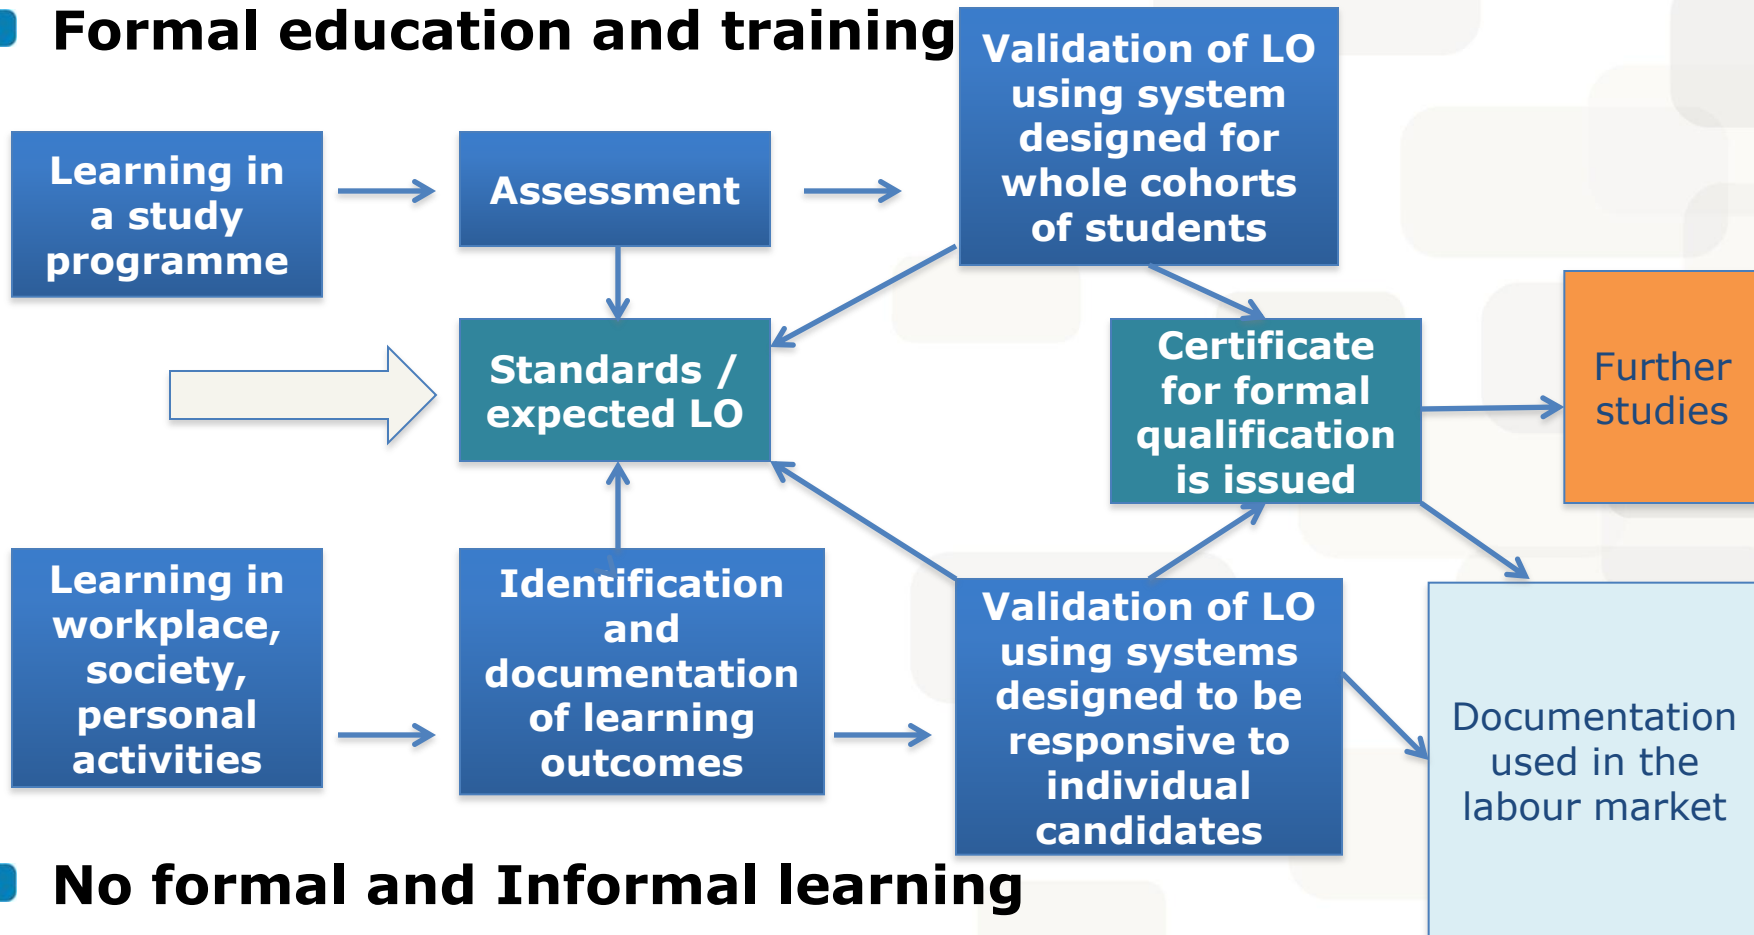 Formal education and training
Validation of LO
using system
designed for
whole cohorts
of students
Learning in
a study
programme
Assessment
Standards /
expected LO
Certificate
for formal
qualification
is issued
Further
studies
Learning in
workplace,
society,
personal
activities
Identification
and
documentation
of learning
outcomes
Validation of LO
using systems
designed to be
responsive to
individual
candidates
Documentation
used in the
labour market
No formal and Informal learning